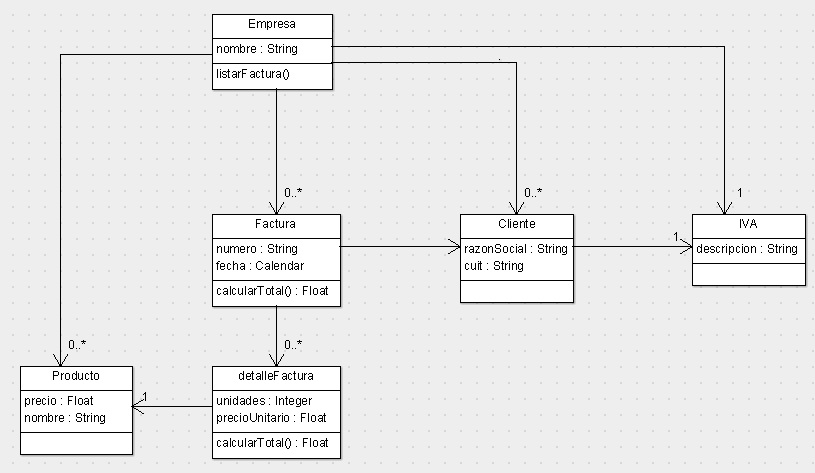 Empresa
nombre : String
listarFactura()
0..*
0..*
1
Factura
numero : String
fecha : Calendar
calcularTotal() : Float
Cliente
razonSocial : String
cuit : String
1
IVA
descripcion : String
0..*
0..*
Producto
precio : Float
nombre : String
1
detalleFactura
unidades : Integer
precioUnitario : Float
calcularTotal() : Float